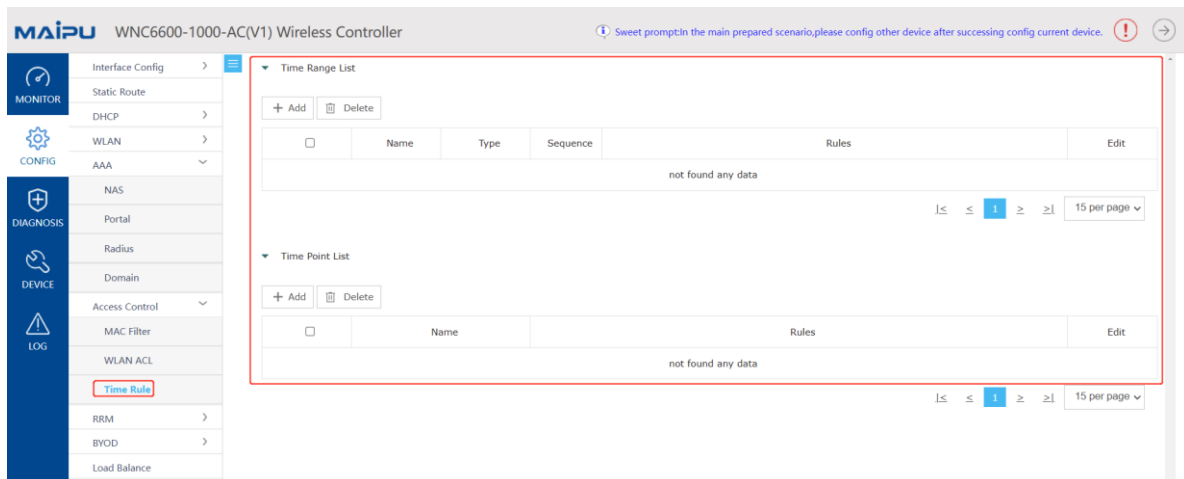 MAIPU WNC6600-1000-AC(V1) Wireless Controller
Sweet prompt:In the main prepared scenario,please config other device after successing config current device.
MONITOR
CONFIG
DIAGNOSIS
DEVICE
LOG
Interface Config
Static Route
DHCP
WLAN
AAA
NAS
Portal
Radius
Domain
Access Control
MAC Filter
WLAN ACL
Time Rule
RRM
BYOD
Load Balance
Time Range List
+ Add Delete
Name Type Sequence Rules Edit
not found any data
|< < 1 > >| 15 per page
Time Point List
+ Add Delete
Name Rules Edit
not found any data
|< < 1 > >| 15 per page